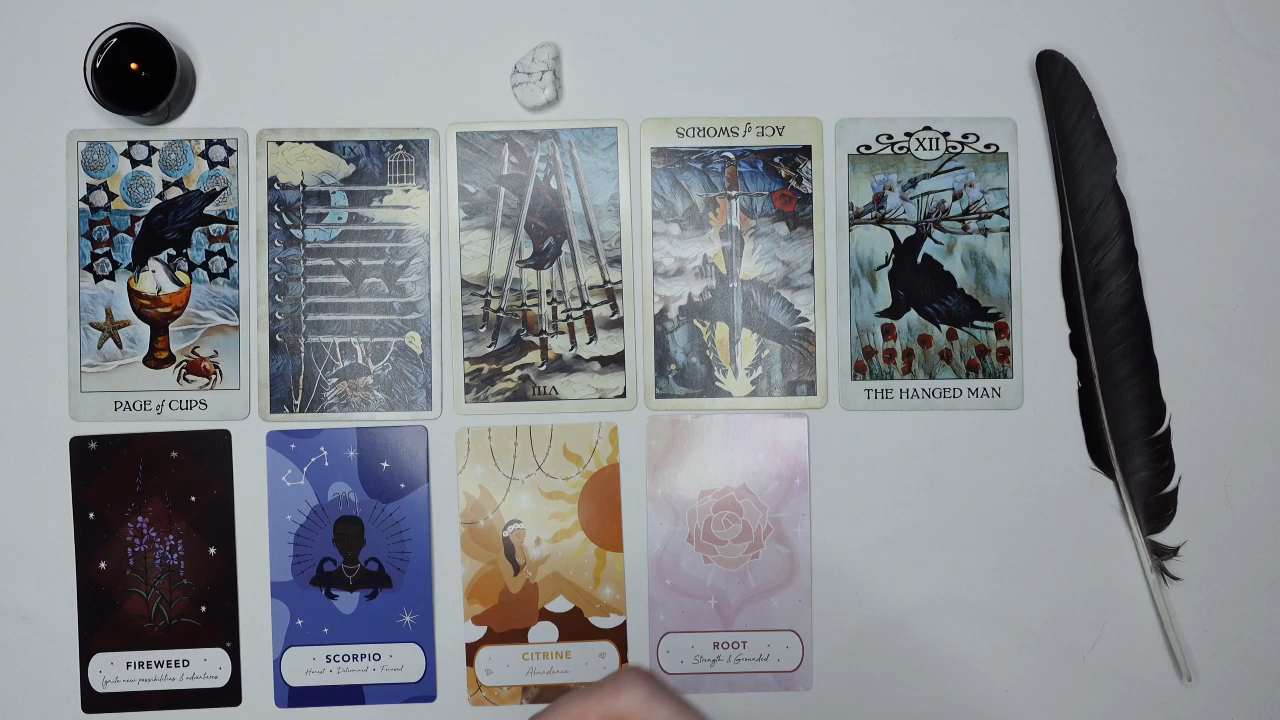 PAGE of CUPS
IX
VIII
ACE of SWORDS
XII
THE HANGED MAN
FIREWEED
Ignite new possibilities & adventures
SCORPIO
Honest • Determined • Focused
CITRINE
Abundance
ROOT
Strength & Grounded